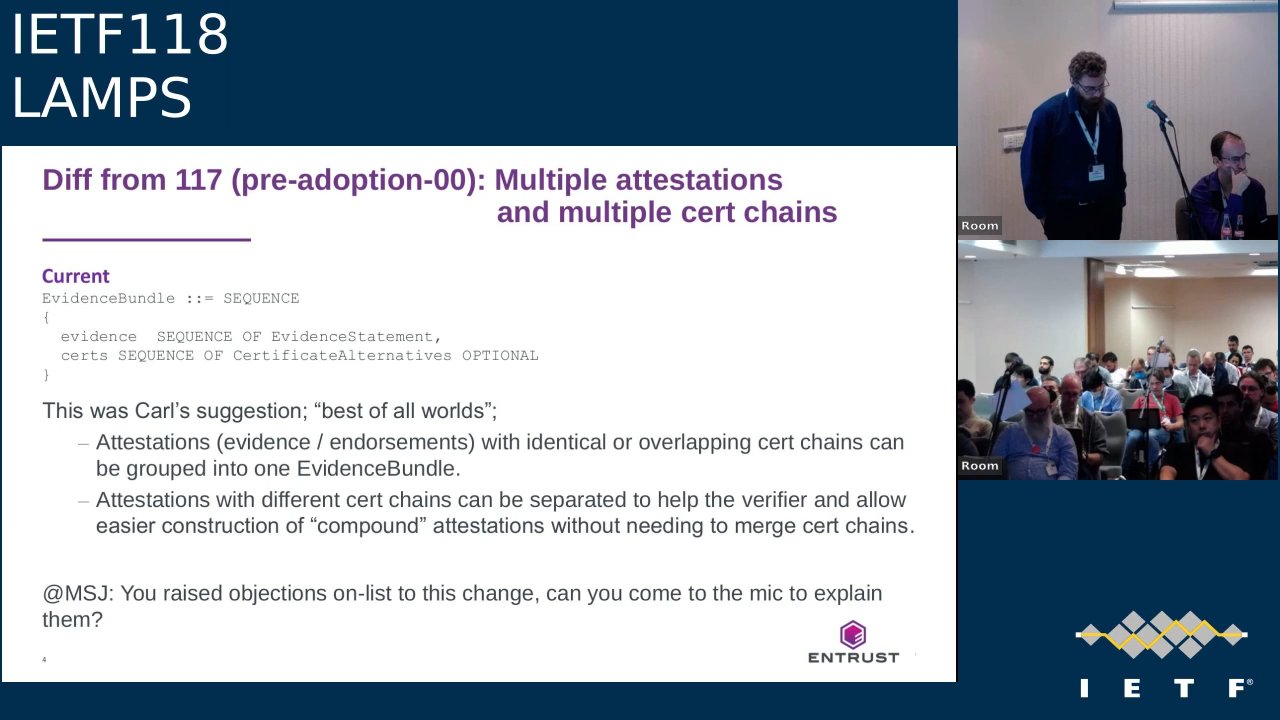 IETF118
LAMPS
Diff from 117 (pre-adoption-00): Multiple attestations
and multiple cert chains
Current
EvidenceBundle ::= SEQUENCE
{
evidence SEQUENCE OF EvidenceStatement,
certs SEQUENCE OF CertificateAlternatives OPTIONAL
}
This was Carl’s suggestion; “best of all worlds”;
– Attestations (evidence / endorsements) with identical or overlapping cert chains can
be grouped into one EvidenceBundle.
– Attestations with different cert chains can be separated to help the verifier and allow
easier construction of “compound” attestations without needing to merge cert chains.
@MSJ: You raised objections on-list to this change, can you come to the mic to explain
them?
4
ENTRUST
Room
Room
I E T F®